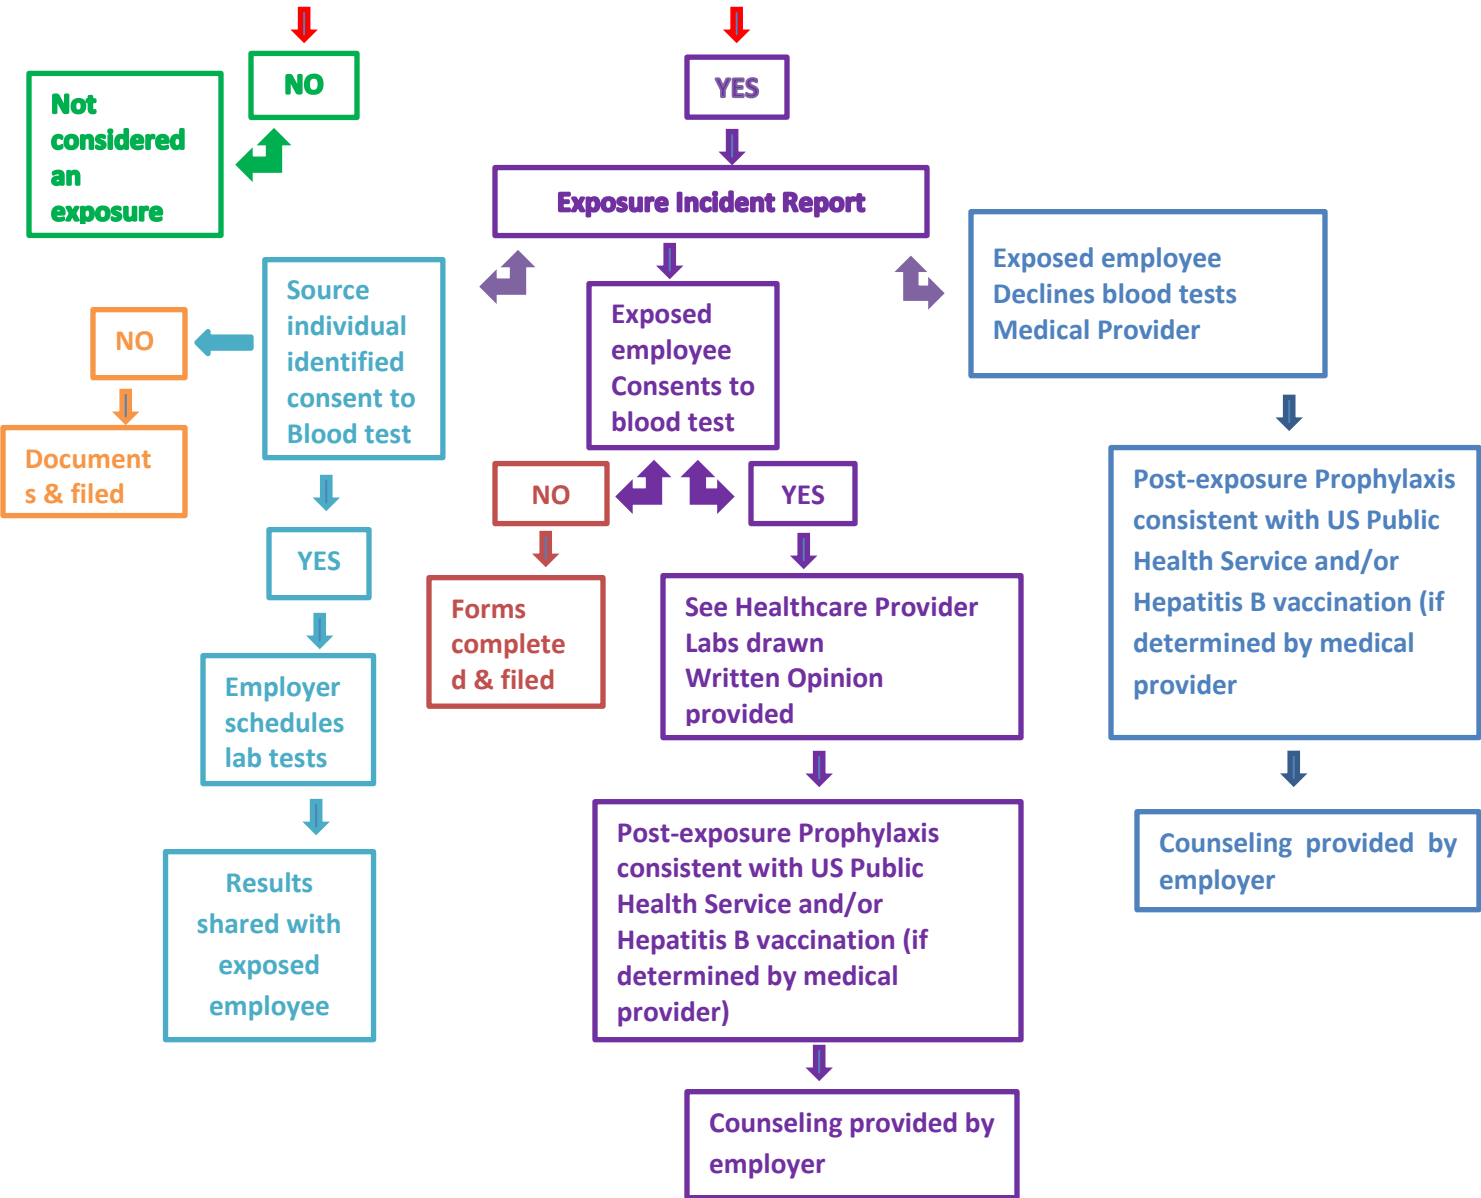 NO
Not
considered
an
exposure
YES
Exposure Incident Report
Source
individual
identified
consent to
Blood test
NO
Document
s & filed
YES
Employer
schedules
lab tests
Results
shared with
exposed
employee
Exposed
employee
Consents to
blood test
NO
Forms
complete
d & filed
YES
See Healthcare Provider
Labs drawn
Written Opinion
provided
Post-exposure Prophylaxis
consistent with US Public
Health Service and/or
Hepatitis B vaccination (if
determined by medical
provider)
Counseling provided by
employer
Exposed employee
Declines blood tests
Medical Provider
Post-exposure Prophylaxis
consistent with US Public
Health Service and/or
Hepatitis B vaccination (if
determined by medical
provider
Counseling provided by
employer